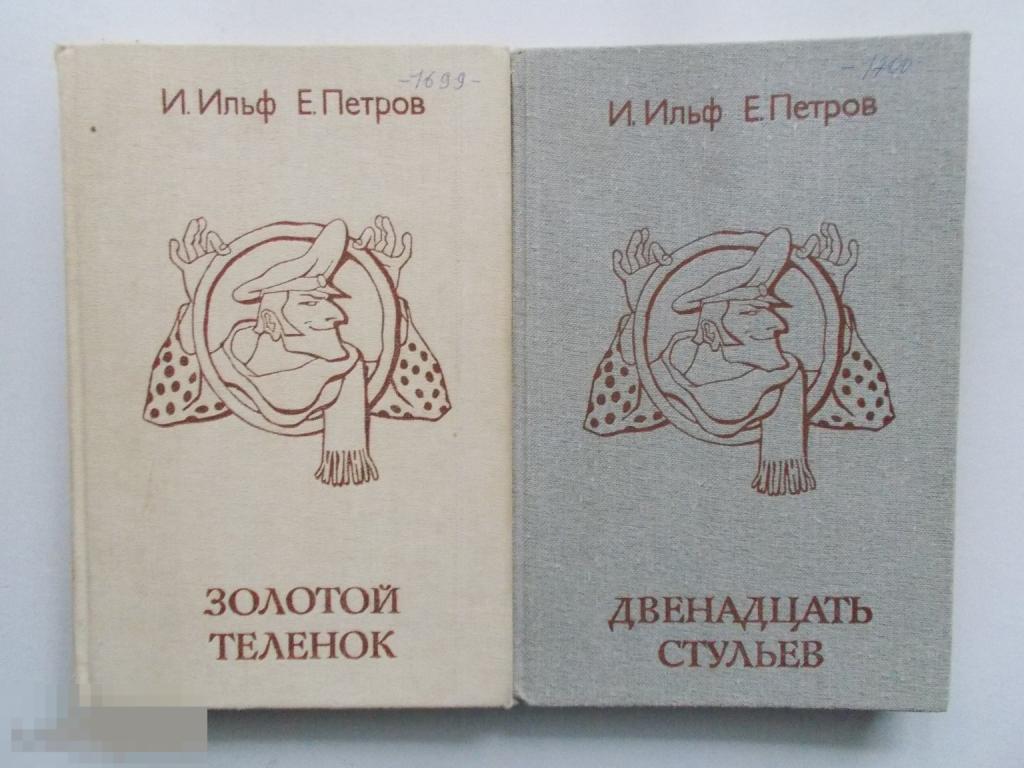 -1699-
И. Ильф Е. Петров
ЗОЛОТОЙ
ТЕЛЕНОК
-1700-
И. Ильф Е. Петров
ДВЕНАДЦАТЬ
СТУЛЬЕВ